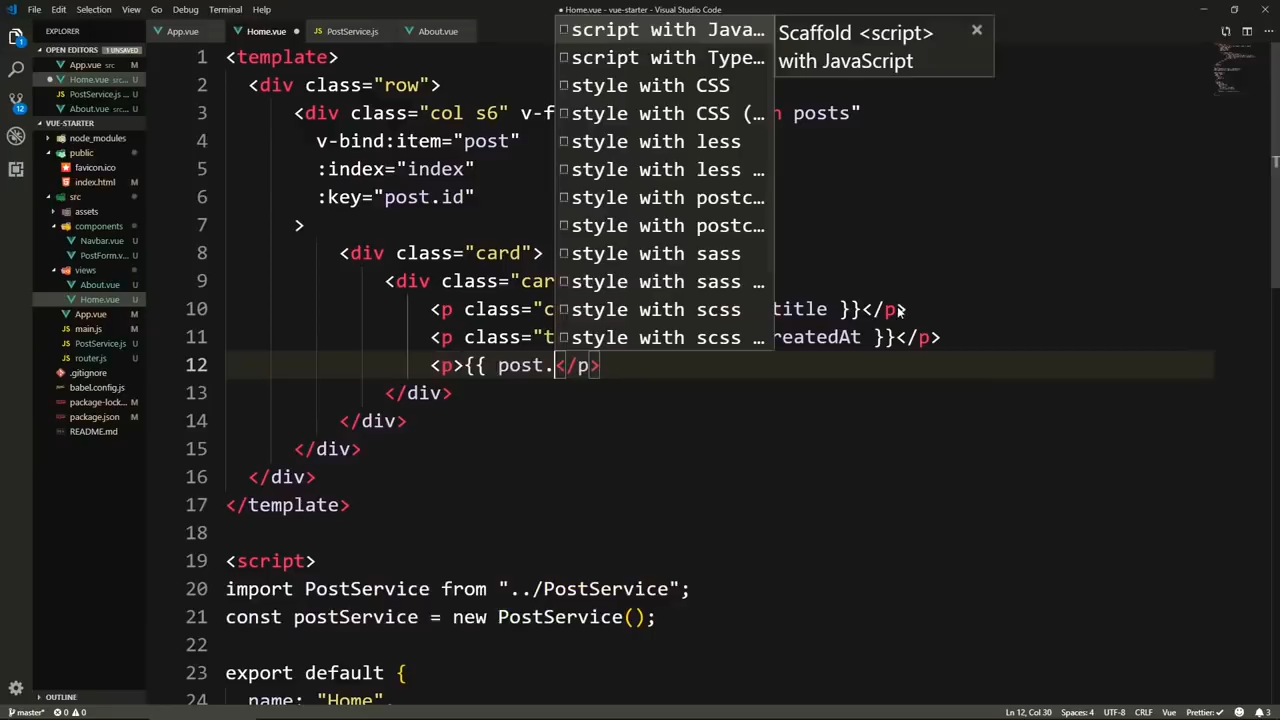 File Edit Selection View Go Debug Terminal Help
Home.vue - vue-starter - Visual Studio Code
EXPLORER
App.vue
Home.vue
PostService.js
About.vue
OPEN EDITORS 1 UNSAVED
App.vue src...
Home.vue src...
PostService.js ...
About.vue src...
VUE-STARTER
node_modules
public
favicon.ico U
index.html M
src
assets
components
Navbar.vue U
PostForm.v... U
views
About.vue U
Home.vue U
App.vue M
main.js M
PostService.js U
router.js U
.gitignore
babel.config.js
package-lock... M
package.json M
README.md
OUTLINE
1 <template>
2 <div class="row">
3 <div class="col s6" v-f n posts"
4 v-bind:item="post"
5 :index="index"
6 :key="post.id"
7 >
8 <div class="card">
9 <div class="car
10 <p class="c title }}</p>
11 <p class="t reatedAt }}</p>
12 <p>{{ post.</p>
13 </div>
14 </div>
15 </div>
16 </div>
17 </template>
18
19 <script>
20 import PostService from "../PostService";
21 const postService = new PostService();
22
23 export default {
24 name: "Home",
script with Java...
script with Type...
style with CSS
style with CSS (...
style with less
style with less ...
style with postc...
style with postc...
style with sass
style with sass ...
style with scss
style with scss ...
Scaffold <script>
with JavaScript
master* 0 0
Ln 12, Col 30 Spaces: 4 UTF-8 CRLF Vue Prettier: ✓ 3